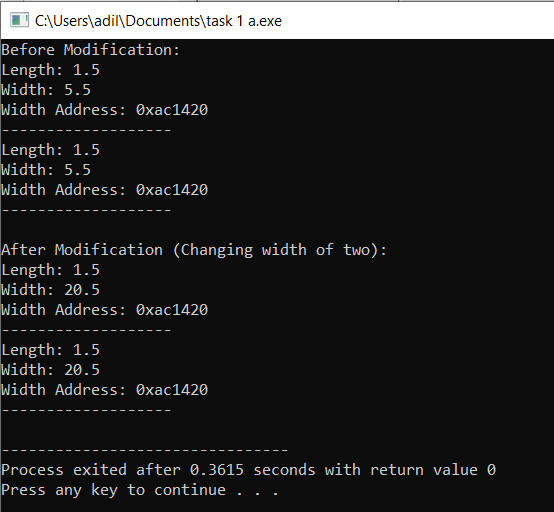 C:\Users\adil\Documents\task 1 a.exe
Before Modification:
Length: 1.5
Width: 5.5
Width Address: 0xac1420
-------------------
Length: 1.5
Width: 5.5
Width Address: 0xac1420
-------------------
After Modification (Changing width of two):
Length: 1.5
Width: 20.5
Width Address: 0xac1420
-------------------
Length: 1.5
Width: 20.5
Width Address: 0xac1420
-------------------
--------------------------------
Process exited after 0.3615 seconds with return value 0
Press any key to continue . . .